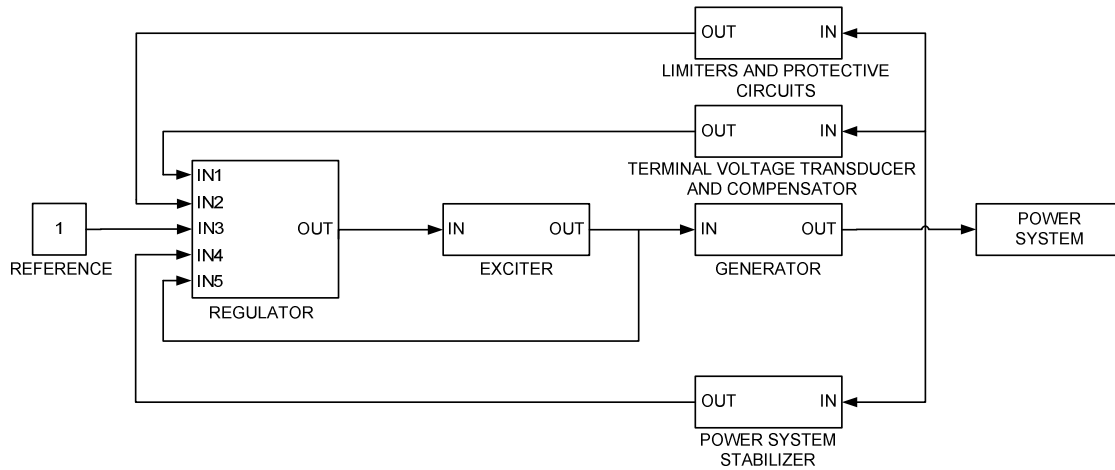 OUT IN
LIMITERS AND PROTECTIVE
CIRCUITS
OUT IN
TERMINAL VOLTAGE TRANSDUCER
AND COMPENSATOR
IN1
IN2
IN3
IN4
IN5
OUT
REGULATOR
1
REFERENCE
IN OUT
EXCITER
IN OUT
GENERATOR
POWER
SYSTEM
OUT IN
POWER SYSTEM
STABILIZER